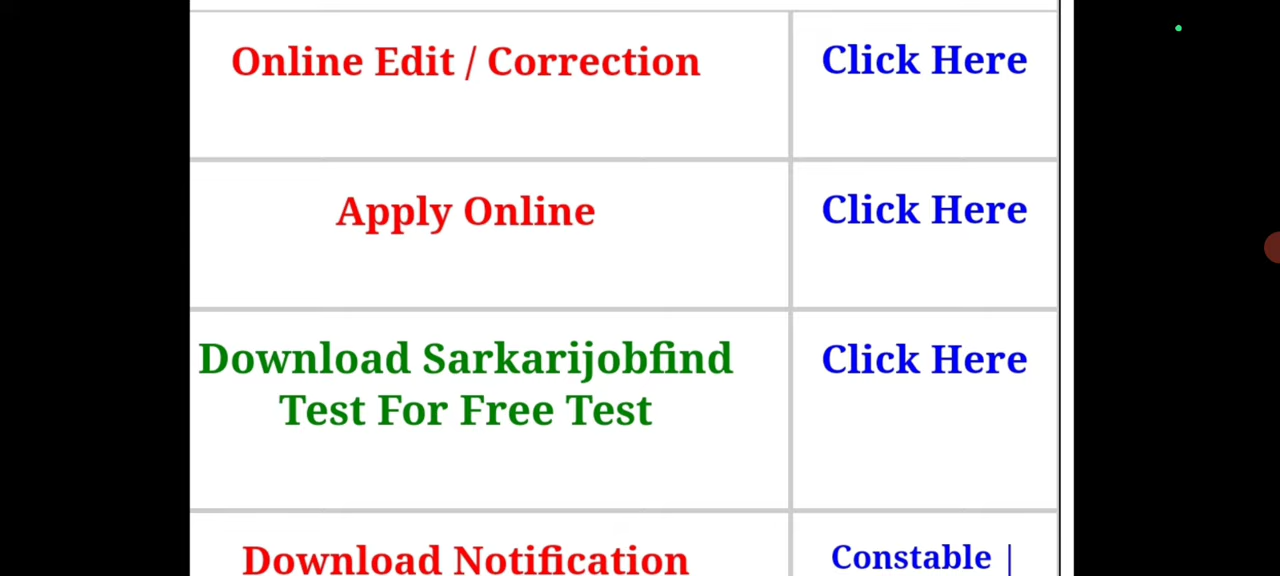 Online Edit / Correction
Click Here
Apply Online
Click Here
Download Sarkarijobfind
Test For Free Test
Click Here
Download Notification
Constable |